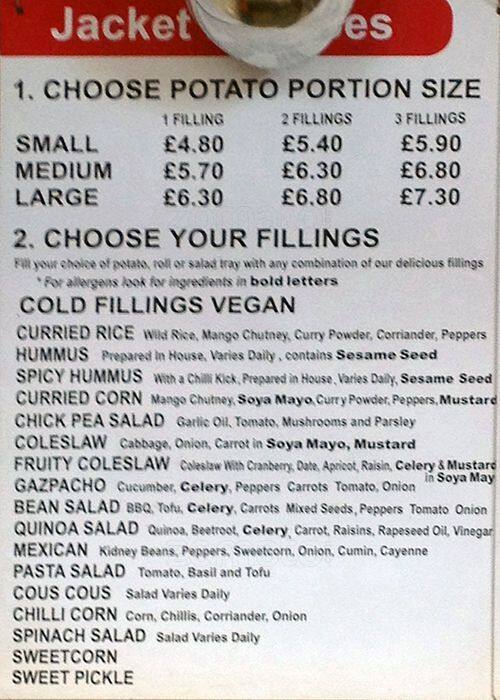 Jacket es
1. CHOOSE POTATO PORTION SIZE
1 FILLING 2 FILLINGS 3 FILLINGS
SMALL £4.80 £5.40 £5.90
MEDIUM £5.70 £6.30 £6.80
LARGE £6.30 £6.80 £7.30
2. CHOOSE YOUR FILLINGS
Fill your choice of potato, roll or salad tray with any combination of our delicious fillings
* For allergens look for ingredients in bold letters
COLD FILLINGS VEGAN
CURRIED RICE Wild Rice, Mango Chutney, Curry Powder, Corriander, Peppers
HUMMUS Prepared In House, Varies Daily , contains Sesame Seed
SPICY HUMMUS With a Chilli Kick, Prepared in House, Varies Daily, Sesame Seed
CURRIED CORN Mango Chutney, Soya Mayo, Curry Powder, Peppers, Mustard
CHICK PEA SALAD Garlic Oil, Tomato, Mushrooms and Parsley
COLESLAW Cabbage, Onion, Carrot in Soya Mayo, Mustard
FRUITY COLESLAW Coleslaw With Cranberry, Date, Apricot, Raisin, Celery & Mustard
in Soya May
GAZPACHO Cucumber, Celery, Peppers Carrots Tomato, Onion
BEAN SALAD BBQ, Tofu, Celery, Carrots Mixed Seeds, Peppers Tomato Onion
QUINOA SALAD Quinoa, Beetroot, Celery, Carrot, Raisins, Rapeseed Oil, Vinegar
MEXICAN Kidney Beans, Peppers, Sweetcorn, Onion, Cumin, Cayenne
PASTA SALAD Tomato, Basil and Tofu
COUS COUS Salad Varies Daily
CHILLI CORN Corn, Chillis, Corriander, Onion
SPINACH SALAD Salad Varies Daily
SWEETCORN
SWEET PICKLE